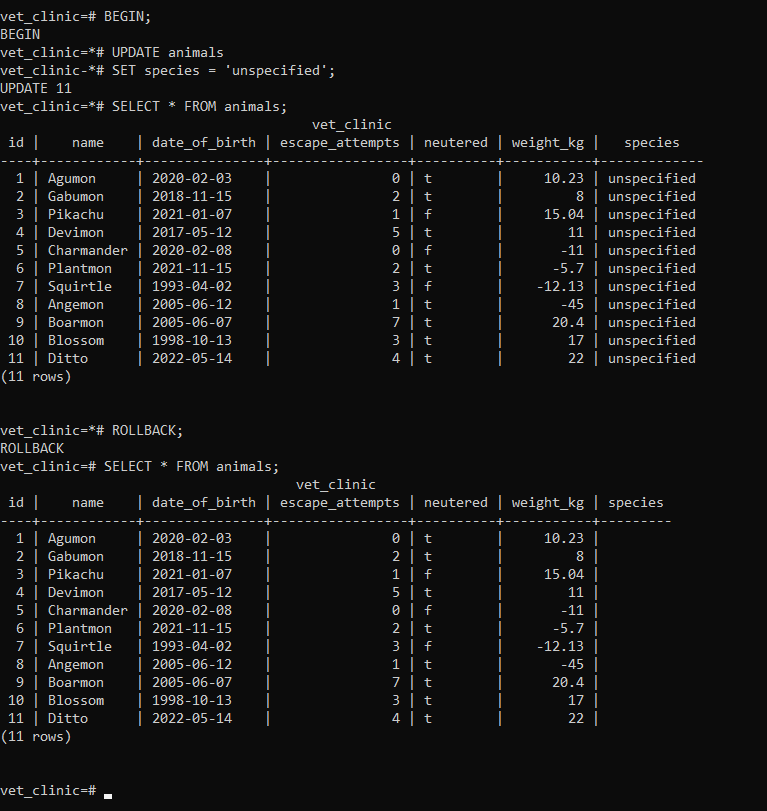 vet_clinic=# BEGIN;
BEGIN
vet_clinic=*# UPDATE animals
vet_clinic-*# SET species = 'unspecified';
UPDATE 11
vet_clinic=*# SELECT * FROM animals;
                                       vet_clinic
 id |    name    | date_of_birth | escape_attempts | neutered | weight_kg |   species
----+------------+---------------+-----------------+----------+-----------+-------------
  1 | Agumon     | 2020-02-03    |               0 | t        |     10.23 | unspecified
  2 | Gabumon    | 2018-11-15    |               2 | t        |         8 | unspecified
  3 | Pikachu    | 2021-01-07    |               1 | f        |     15.04 | unspecified
  4 | Devimon    | 2017-05-12    |               5 | t        |        11 | unspecified
  5 | Charmander | 2020-02-08    |               0 | f        |       -11 | unspecified
  6 | Plantmon   | 2021-11-15    |               2 | t        |      -5.7 | unspecified
  7 | Squirtle   | 1993-04-02    |               3 | f        |    -12.13 | unspecified
  8 | Angemon    | 2005-06-12    |               1 | t        |       -45 | unspecified
  9 | Boarmon    | 2005-06-07    |               7 | t        |      20.4 | unspecified
 10 | Blossom    | 1998-10-13    |               3 | t        |        17 | unspecified
 11 | Ditto      | 2022-05-14    |               4 | t        |        22 | unspecified
(11 rows)
vet_clinic=*# ROLLBACK;
ROLLBACK
vet_clinic=# SELECT * FROM animals;
                                     vet_clinic
 id |    name    | date_of_birth | escape_attempts | neutered | weight_kg | species
----+------------+---------------+-----------------+----------+-----------+---------
  1 | Agumon     | 2020-02-03    |               0 | t        |     10.23 |
  2 | Gabumon    | 2018-11-15    |               2 | t        |         8 |
  3 | Pikachu    | 2021-01-07    |               1 | f        |     15.04 |
  4 | Devimon    | 2017-05-12    |               5 | t        |        11 |
  5 | Charmander | 2020-02-08    |               0 | f        |       -11 |
  6 | Plantmon   | 2021-11-15    |               2 | t        |      -5.7 |
  7 | Squirtle   | 1993-04-02    |               3 | f        |    -12.13 |
  8 | Angemon    | 2005-06-12    |               1 | t        |       -45 |
  9 | Boarmon    | 2005-06-07    |               7 | t        |      20.4 |
 10 | Blossom    | 1998-10-13    |               3 | t        |        17 |
 11 | Ditto      | 2022-05-14    |               4 | t        |        22 |
(11 rows)
vet_clinic=#